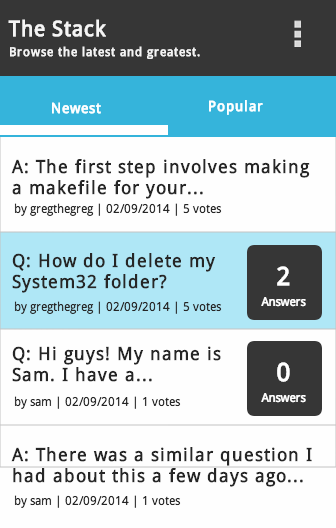 The Stack
Browse the latest and greatest.
Newest
Popular
A: The first step involves making
a makefile for your...
by gregthegreg | 02/09/2014 | 5 votes
Q: How do I delete my
System32 folder?
by gregthegreg | 02/09/2014 | 5 votes
2
Answers
Q: Hi guys! My name is
Sam. I have a...
by sam | 02/09/2014 | 1 votes
0
Answers
A: There was a similar question I
had about this a few days ago...
by sam | 02/09/2014 | 1 votes